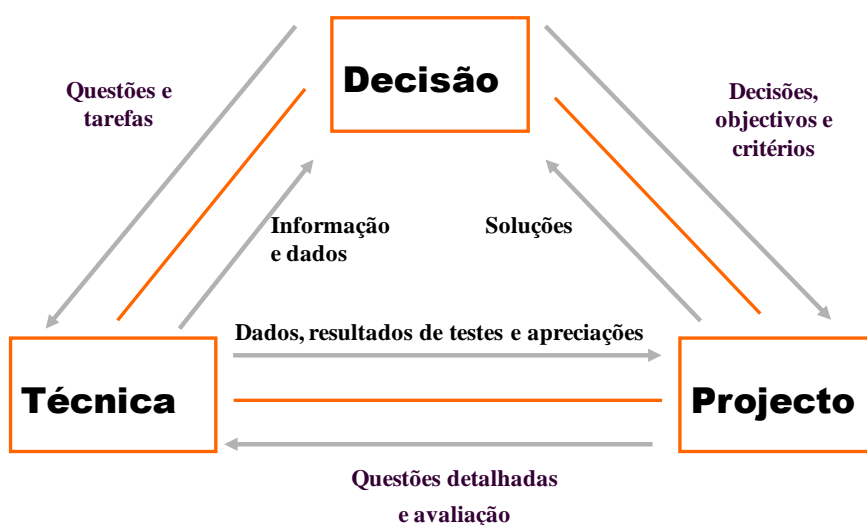 Decisão
Questões e
tarefas
Decisões,
objectivos e
critérios
Informação
e dados
Soluções
Dados, resultados de testes e apreciações
Técnica
Projecto
Questões detalhadas
e avaliação